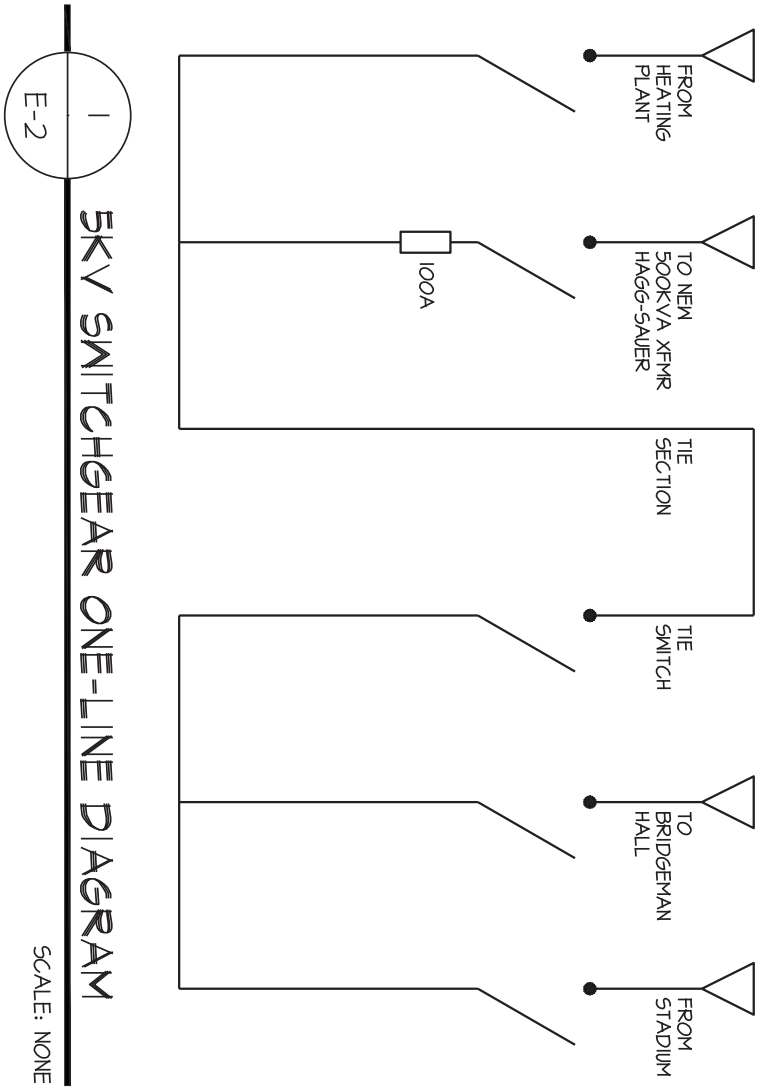 FROM
HEATING
PLANT
TO NEW
500KVA XFMR
HAGG-SAUER
100A
TIE
SECTION
TIE
SWITCH
TO
BRIDGEMAN
HALL
FROM
STADIUM
1
E-2
5KV SWITCHGEAR ONE-LINE DIAGRAM
SCALE: NONE